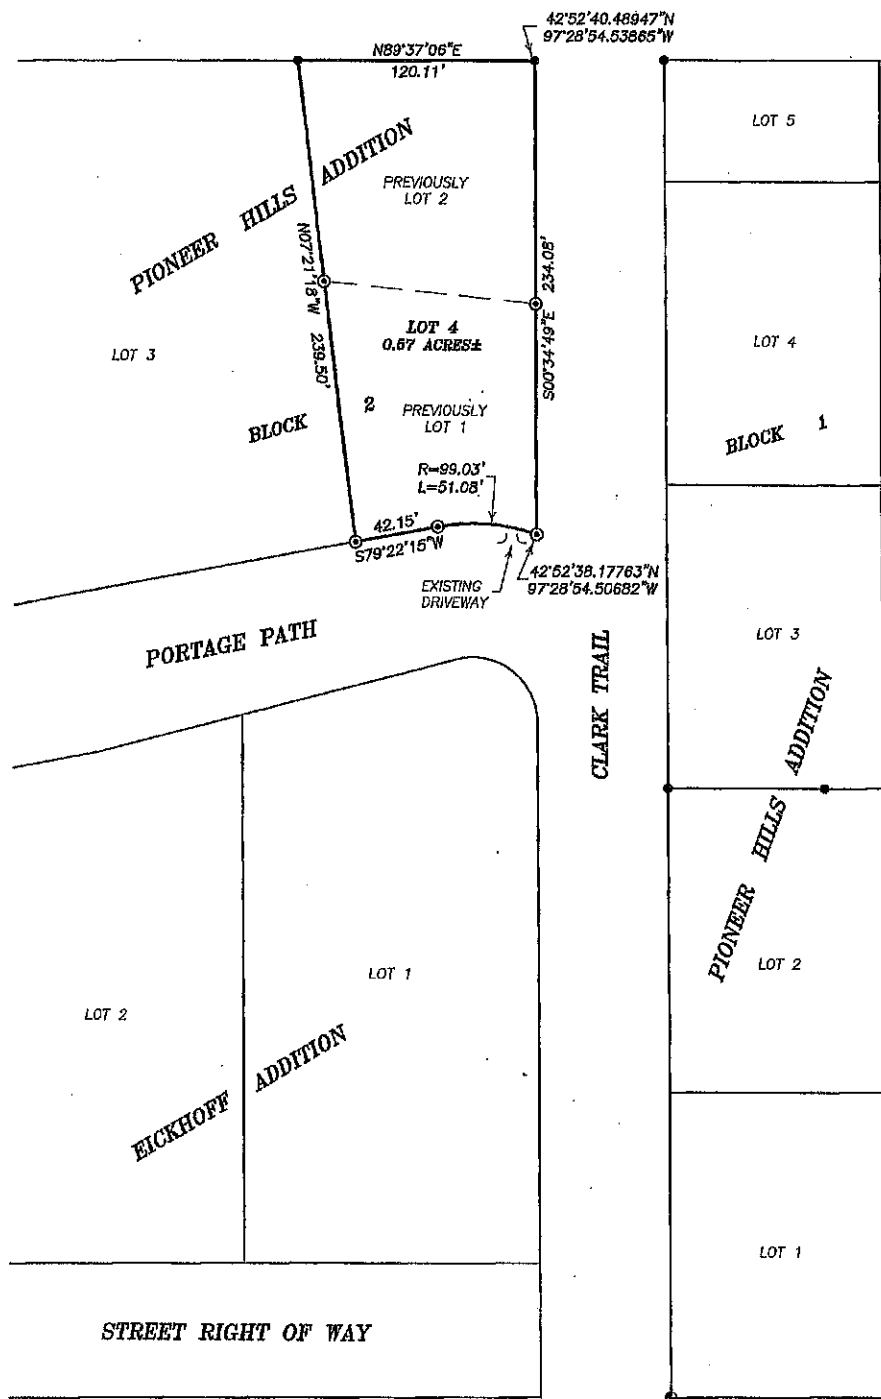 42°52'40.48947"N
97°28'54.53865"W
N89°37'06"E
120.11'
LOT 5
PIONEER HILLS ADDITION
PREVIOUSLY
LOT 2
N07°21'18"W 239.50'
S00°34'49"E 234.08'
LOT 4
0.57 ACRES±
LOT 3
LOT 4
BLOCK 2
PREVIOUSLY
LOT 1
BLOCK 1
R=99.03'
L=51.08'
42.15'
S79°22'15"W
EXISTING
DRIVEWAY
42°52'38.17763"N
97°28'54.50682"W
PORTAGE PATH
CLARK TRAIL
LOT 3
PIONEER HILLS ADDITION
LOT 2
LOT 1
LOT 2
EICKHOFF ADDITION
LOT 1
STREET RIGHT OF WAY